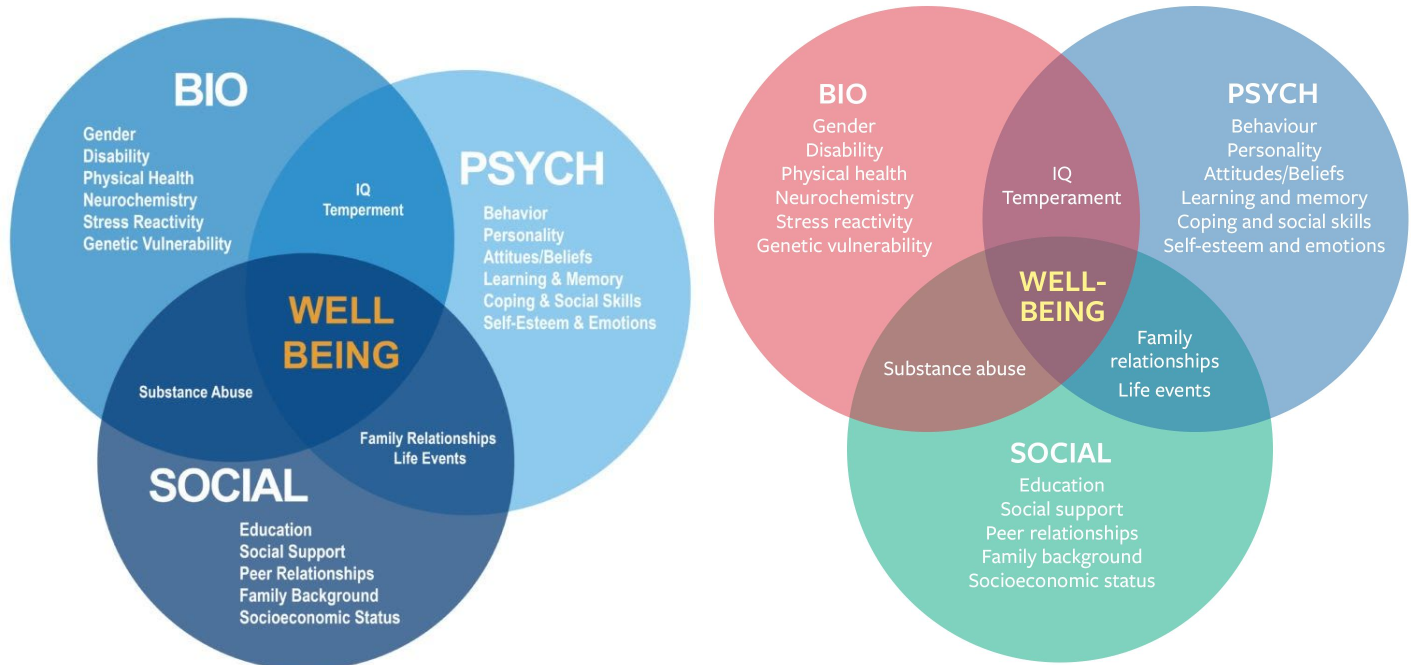 BIO
Gender
Disability
Physical Health
Neurochemistry
Stress Reactivity
Genetic Vulnerability
IQ
Temperment
PSYCH
Behavior
Personality
Attitues/Beliefs
Learning & Memory
Coping & Social Skills
Self-Esteem & Emotions
WELL
BEING
Substance Abuse
Family Relationships
Life Events
SOCIAL
Education
Social Support
Peer Relationships
Family Background
Socioeconomic Status
BIO
Gender
Disability
Physical health
Neurochemistry
Stress reactivity
Genetic vulnerability
IQ
Temperament
PSYCH
Behaviour
Personality
Attitudes/Beliefs
Learning and memory
Coping and social skills
Self-esteem and emotions
WELL-
BEING
Substance abuse
Family
relationships
Life events
SOCIAL
Education
Social support
Peer relationships
Family background
Socioeconomic status